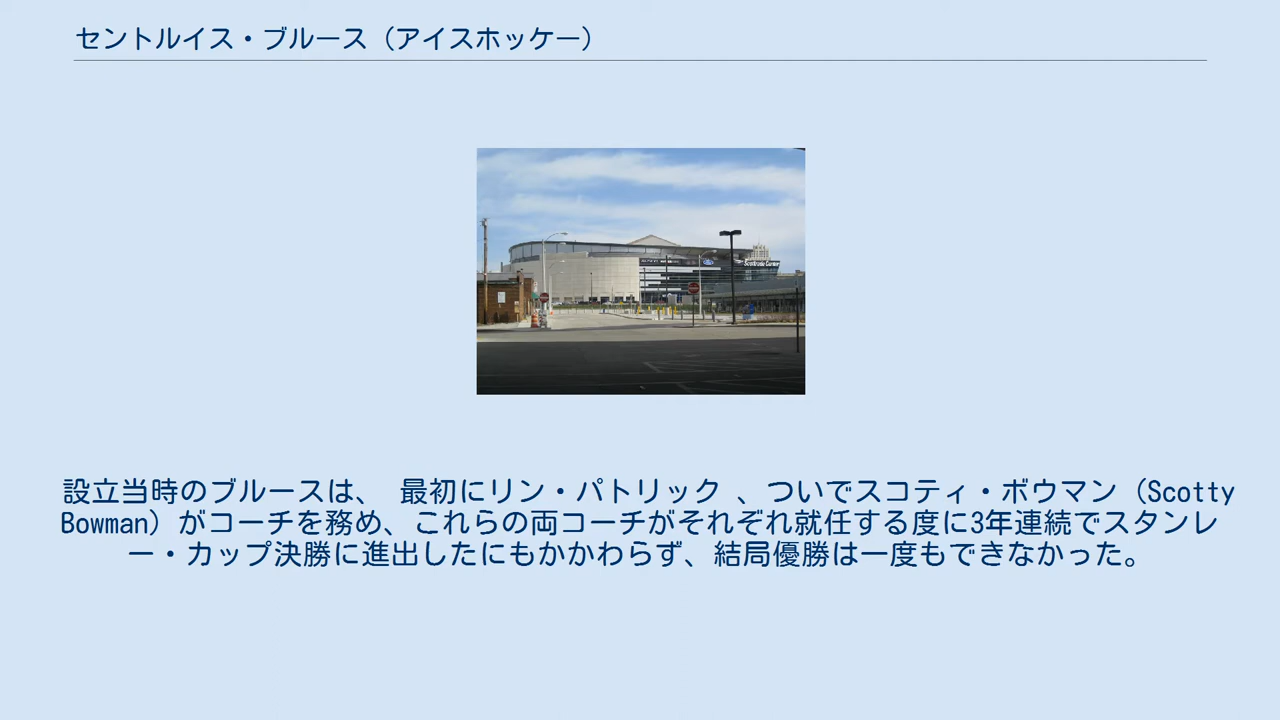 セントルイス・ブルース（アイスホッケー）
Scottrade Center
設立当時のブルースは、 最初にリン・パトリック 、ついでスコティ・ボウマン（Scotty
Bowman）がコーチを務め、これらの両コーチがそれぞれ就任する度に3年連続でスタンレ
ー・カップ決勝に進出したにもかかわらず、結局優勝は一度もできなかった。